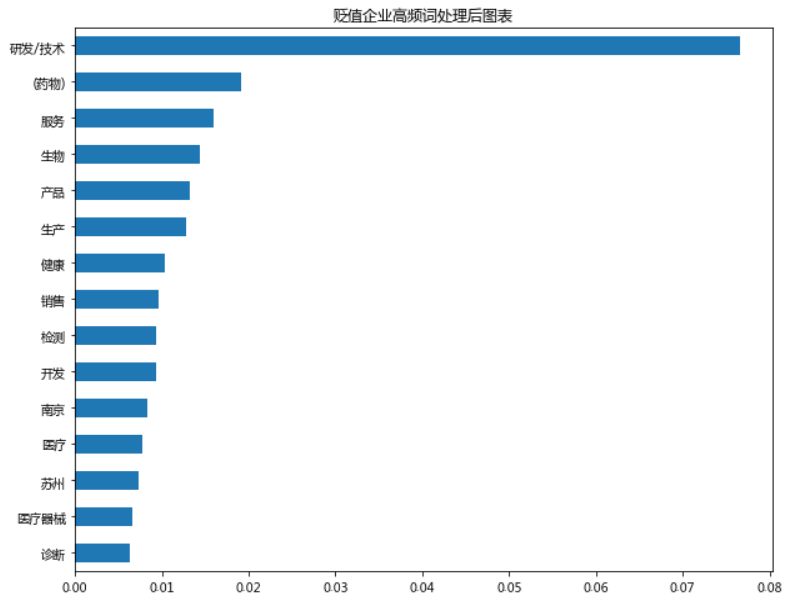 贬值企业高频词处理后图表
研发/技术
(药物)
服务
生物
产品
生产
健康
销售
检测
开发
南京
医疗
苏州
医疗器械
诊断
0.00 0.01 0.02 0.03 0.04 0.05 0.06 0.07 0.08